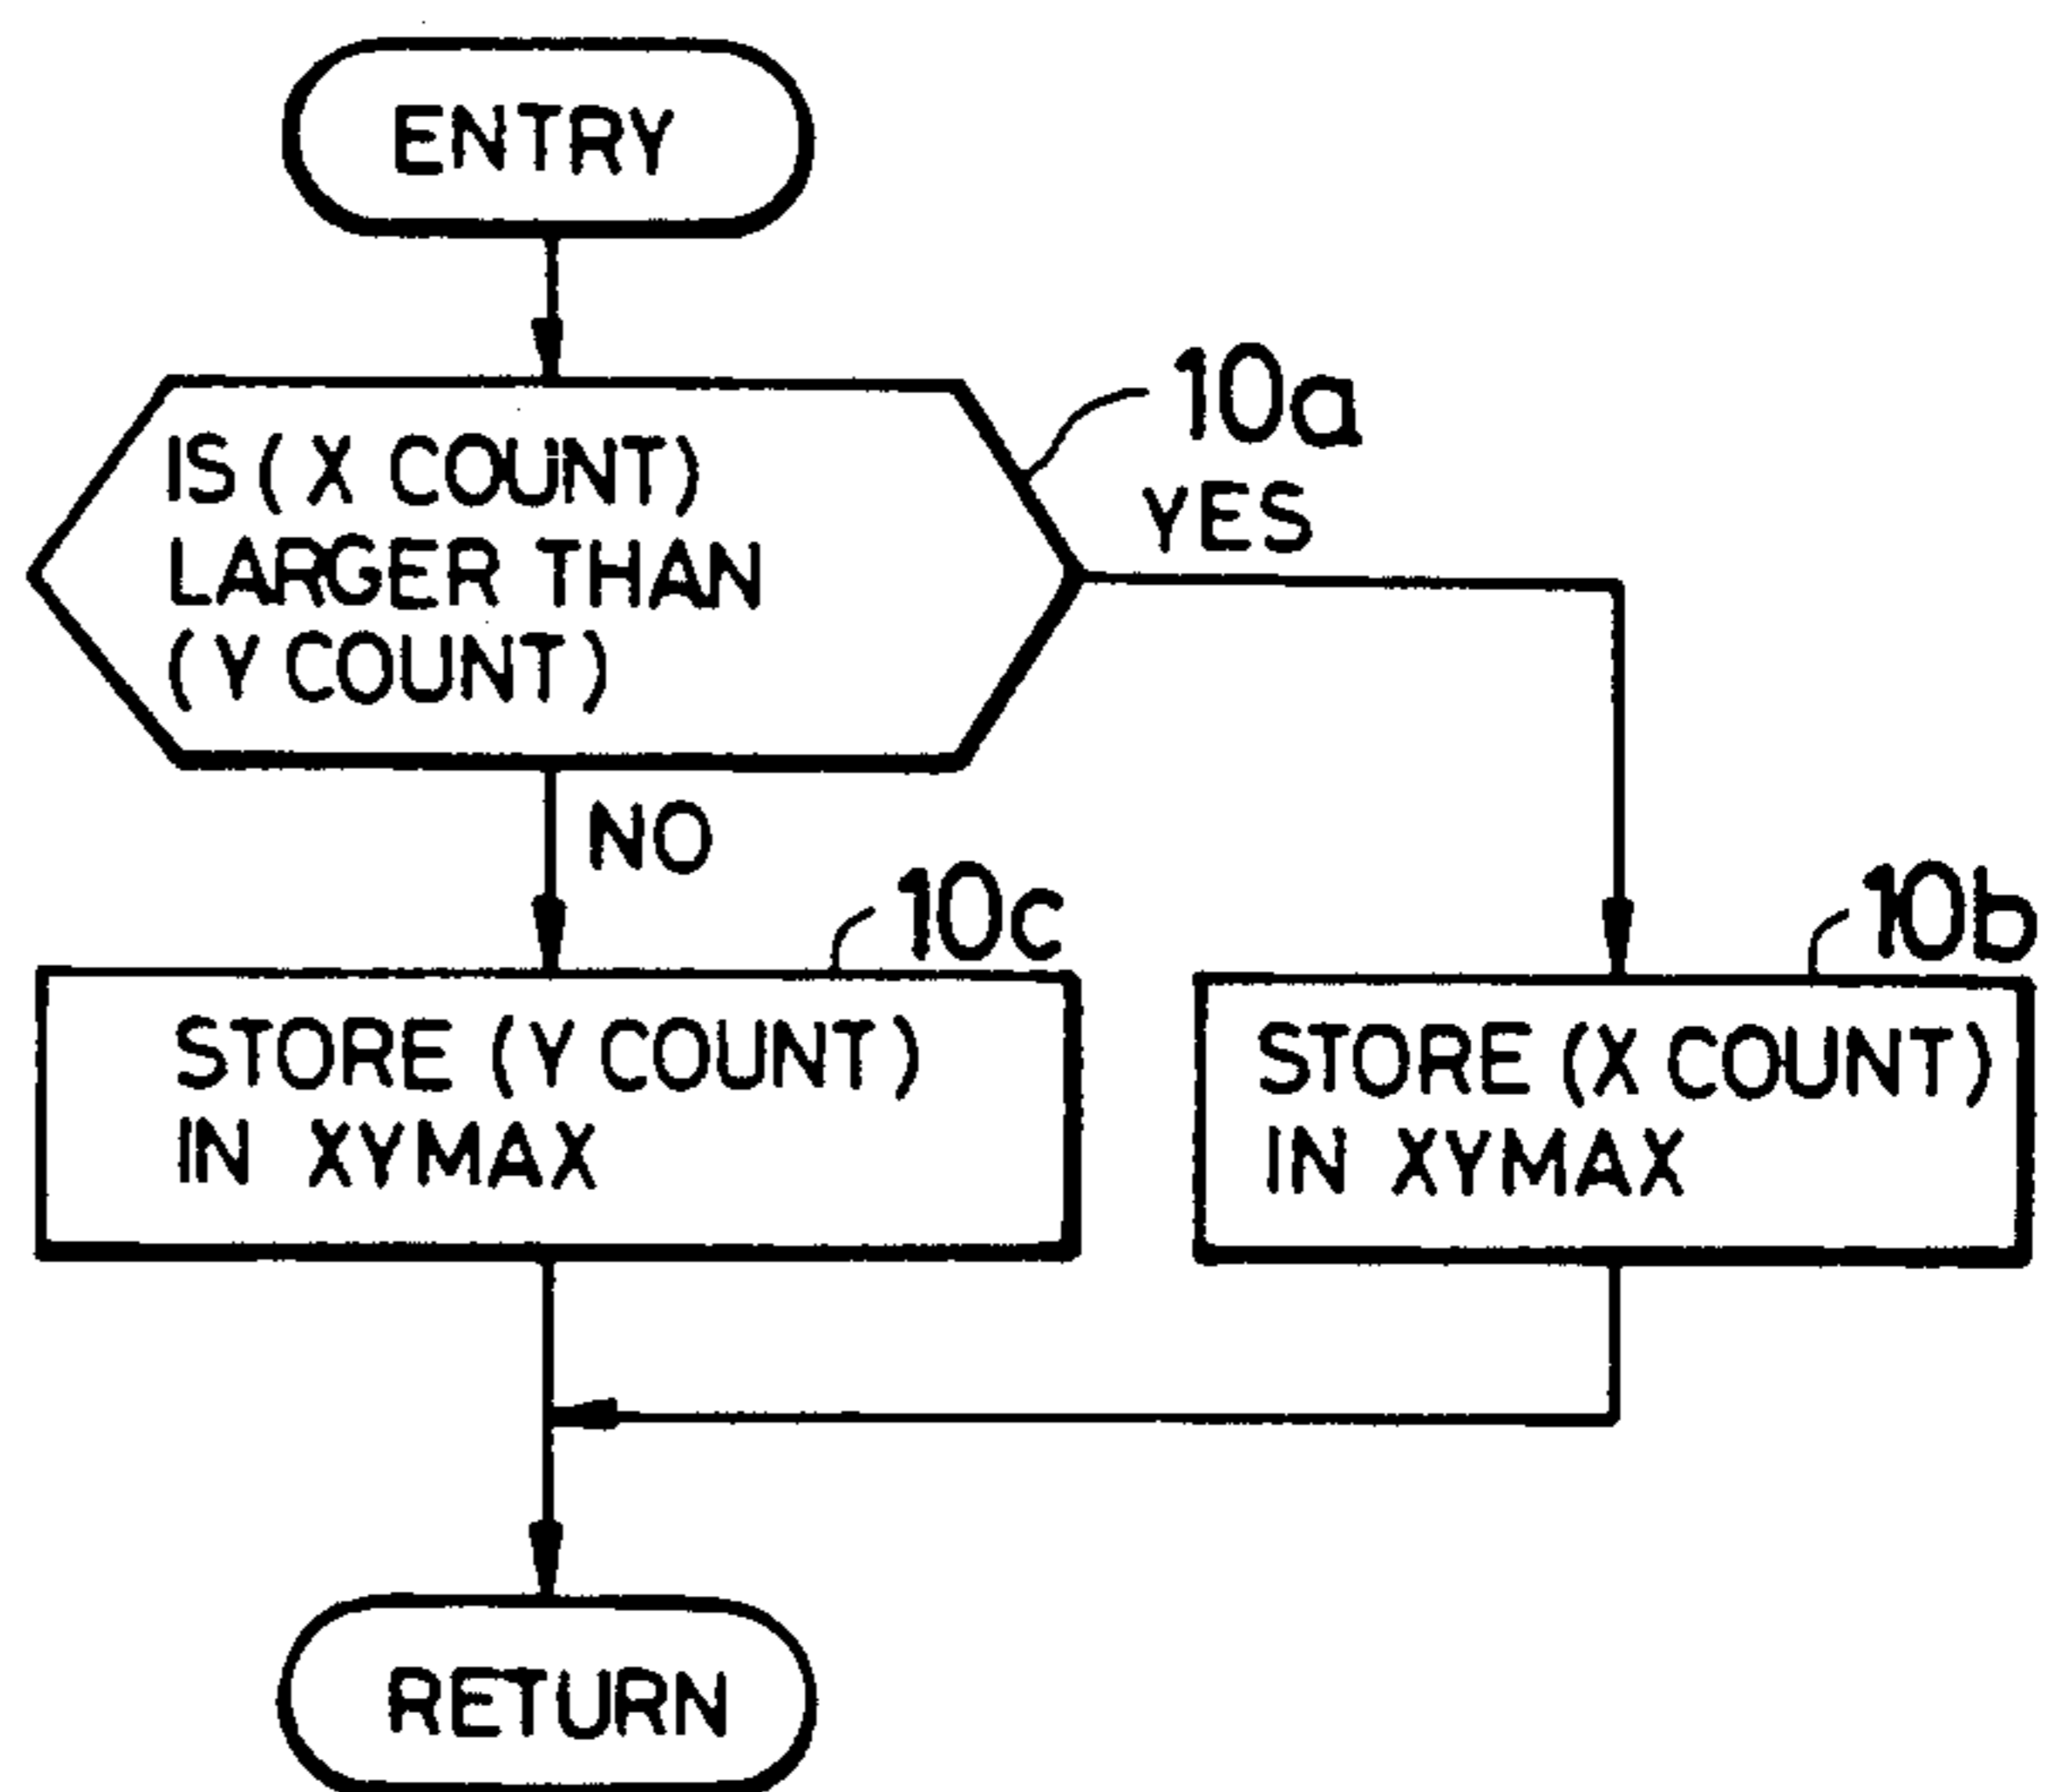 ENTRY
10a
IS (X COUNT)
LARGER THAN
(Y COUNT)
YES
NO
10c
STORE (Y COUNT)
IN XYMAX
10b
STORE (X COUNT)
IN XYMAX
RETURN